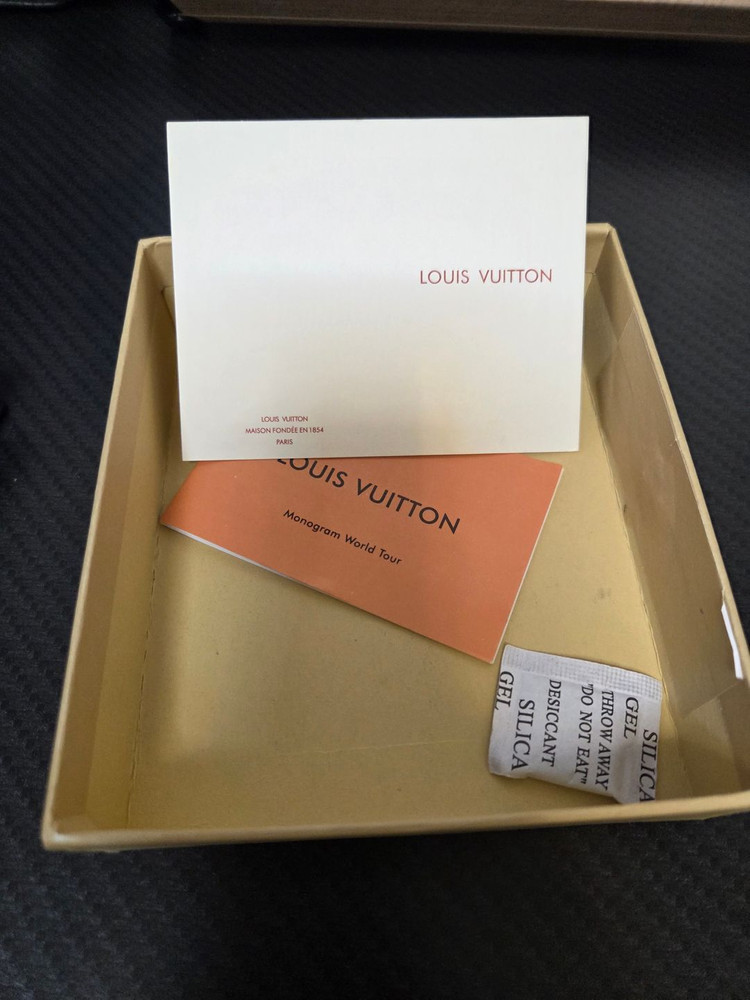 LOUIS VUITTON
LOUIS VUITTON
MAISON FONDÉE EN 1854
PARIS
LOUIS VUITTON
Monogram World Tour
SILICA
GEL
THROW AWAY
"DO NOT EAT"
DESICCANT
SILICA
GEL